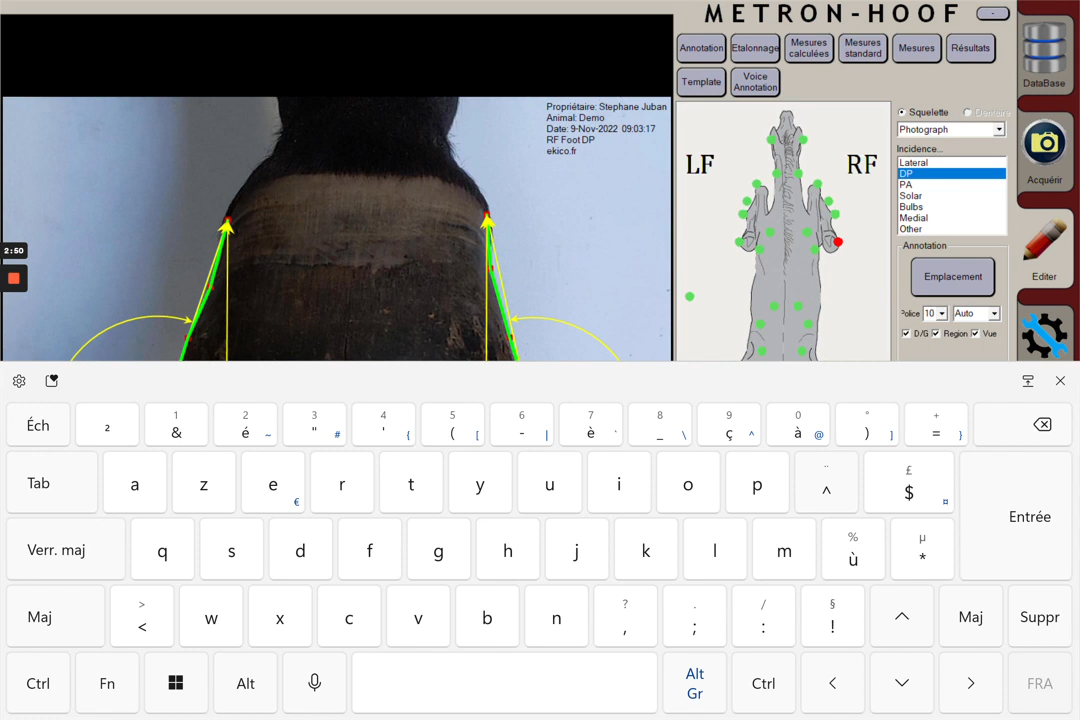 METRON-HOOF
-
Annotation
Etalonnage
Mesures
calculées
Mesures
standard
Mesures
Résultats
Template
Voice
Annotation
DataBase
Propriétaire: Stephane Juban
Animal: Demo
Date: 9-Nov-2022 09:03:17
RF Foot DP
ekico.fr
LF
RF
Squelette
Dentaire
Photograph
Incidence...
Lateral
DP
PA
Solar
Bulbs
Medial
Other
Acquérir
2:50
Annotation
Emplacement
Editer
Police 10 Auto
D/G Region Vue
Éch ² 1 & 2 é ~ 3 " # 4 ' { 5 ( [ 6 - | 7 è ` 8 _ \ 9 ç ^ 0 à @ ° ) ] + = }
Tab a z e € r t y u i o p ¨ ^ £ $ ¤ Entrée
Verr. maj q s d f g h j k l m % ù µ *
Maj > < w x c v b n ? , . ; / : § ! Maj Suppr
Ctrl Fn Alt Alt Gr Ctrl FRA